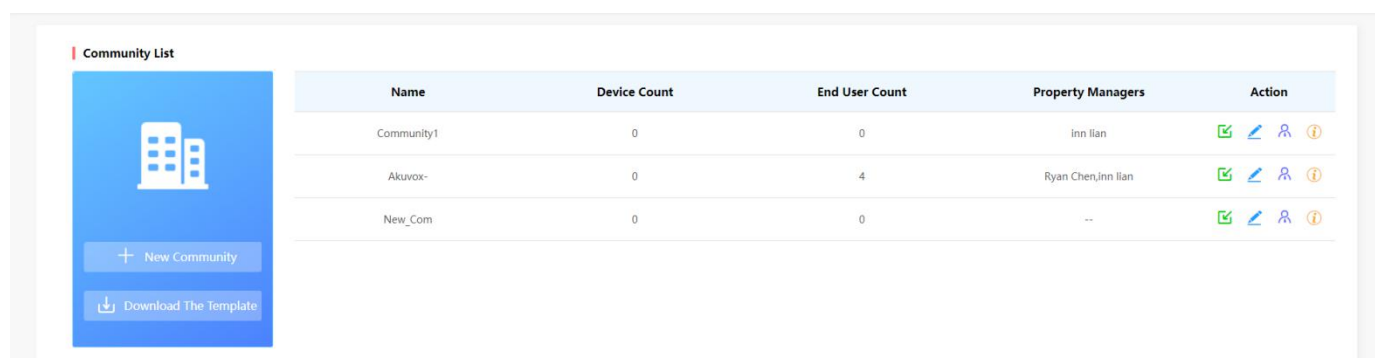 Community List
Name Device Count End User Count Property Managers Action
Community1 0 0 inn lian
Akuvox- 0 4 Ryan Chen,inn lian
New_Com 0 0 --
New Community
Download The Template